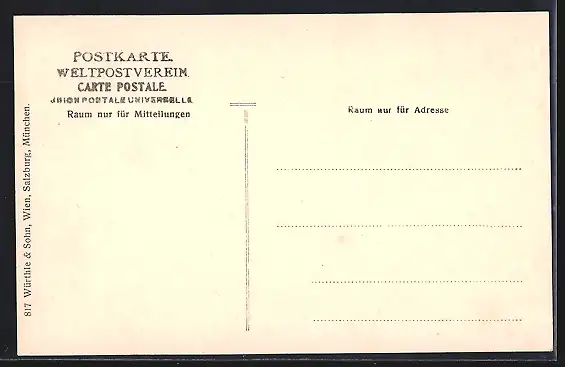 POSTKARTE.
WELTPOSTVEREIN.
CARTE POSTALE.
UNION POSTALE UNIVERSELLE.
Raum nur für Mitteilungen
Raum nur für Adresse
817 Würthle & Sohn, Wien, Salzburg, München.